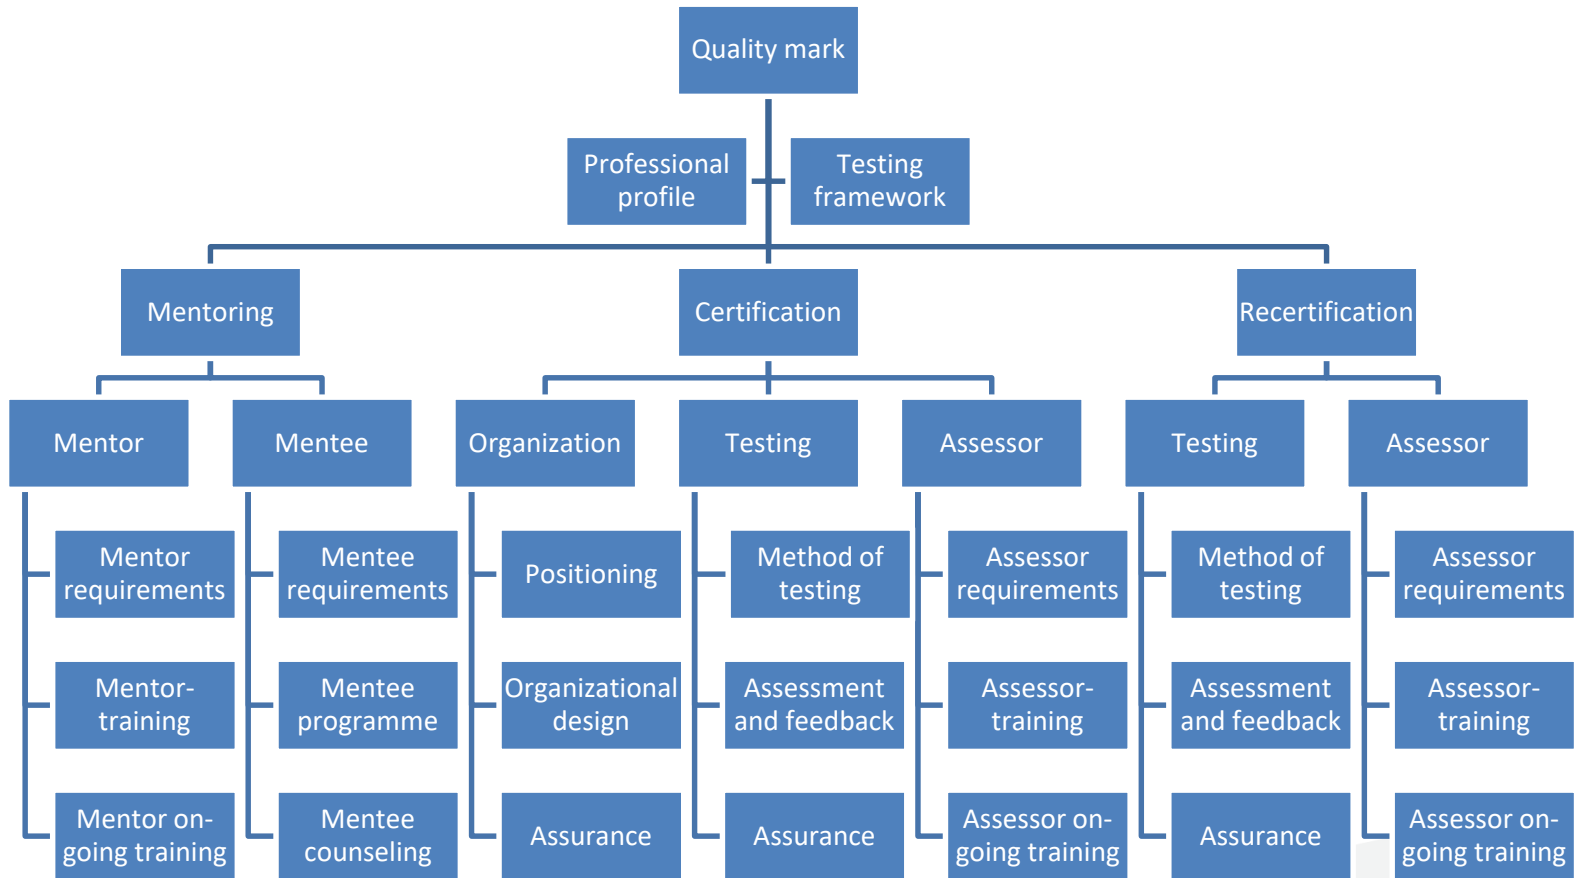 Quality mark
Professional
profile
Testing
framework
Mentoring
Certification
Recertification
Mentor
Mentee
Organization
Testing
Assessor
Testing
Assessor
Mentor
requirements
Mentee
requirements
Positioning
Method of
testing
Assessor
requirements
Method of
testing
Assessor
requirements
Mentor-
training
Mentee
programme
Organizational
design
Assessment
and feedback
Assessor-
training
Assessment
and feedback
Assessor-
training
Mentor on-
going training
Mentee
counseling
Assurance
Assurance
Assessor on-
going training
Assurance
Assessor on-
going training